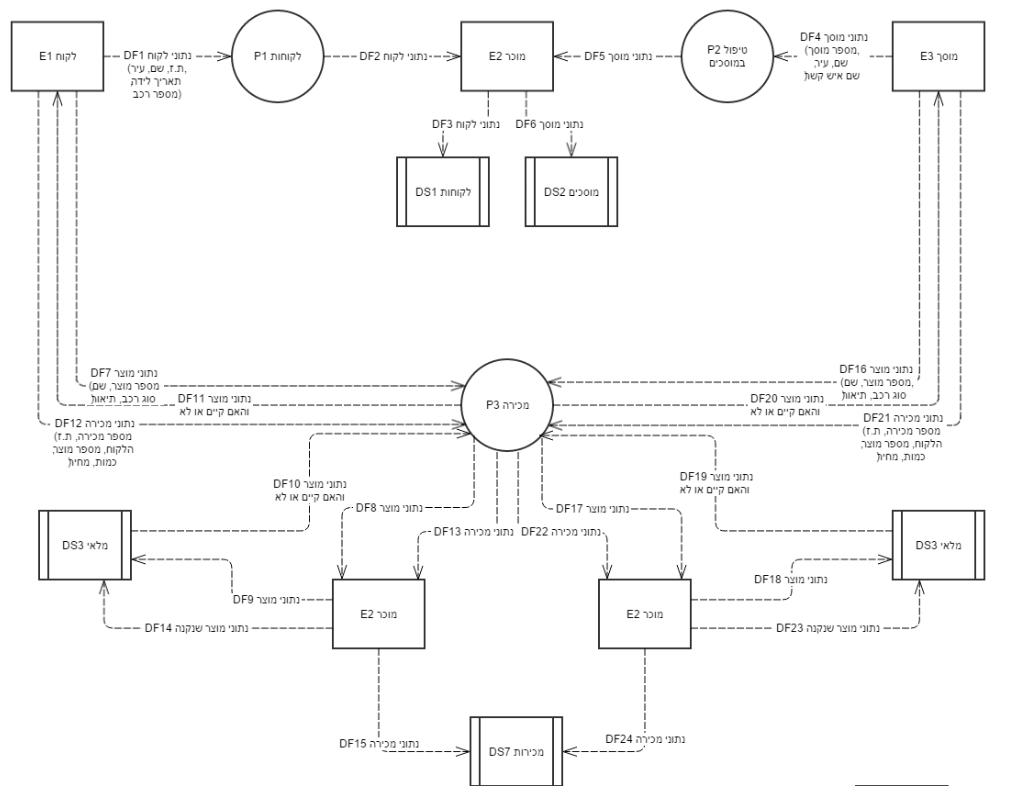 E1 לקוח
DF1 נתוני לקוח
(ת.ז, שם, עיר,
תאריך לידה
מספר רכב)
P1 לקוחות
DF2 נתוני לקוח
E2 מוכר
DF5 נתוני מוסך
P2 טיפול
במוסכים
DF4 נתוני מוסך
(מספר מוסך,
שם, עיר,
שם איש קשר)
E3 מוסך
DF3 נתוני לקוח
DF6 נתוני מוסך
DS1 לקוחות
DS2 מוסכים
DF7 נתוני מוצר
(מספר מוצר, שם,
סוג רכב, תיאור)
DF11 נתוני מוצר
והאם קיים או לא
DF12 נתוני מכירה
(מספר מכירה, ת.ז
הלקוח, מספר מוצר,
כמות, מחיר)
P3 מכירה
DF16 נתוני מוצר
(מספר מוצר, שם,
סוג רכב, תיאור)
DF20 נתוני מוצר
והאם קיים או לא
DF21 נתוני מכירה
(מספר מכירה, ת.ז
הלקוח, מספר מוצר,
כמות, מחיר)
DF10 נתוני מוצר
והאם קיים או לא
DF8 נתוני מוצר
DF17 נתוני מוצר
DF19 נתוני מוצר
והאם קיים או לא
DF13 נתוני מכירה
DF22 נתוני מכירה
DS3 מלאי
DS3 מלאי
DF9 נתוני מוצר
DF18 נתוני מוצר
E2 מוכר
E2 מוכר
DF14 נתוני מוצר שנקנה
DF23 נתוני מוצר שנקנה
DF15 נתוני מכירה
DS7 מכירות
DF24 נתוני מכירה